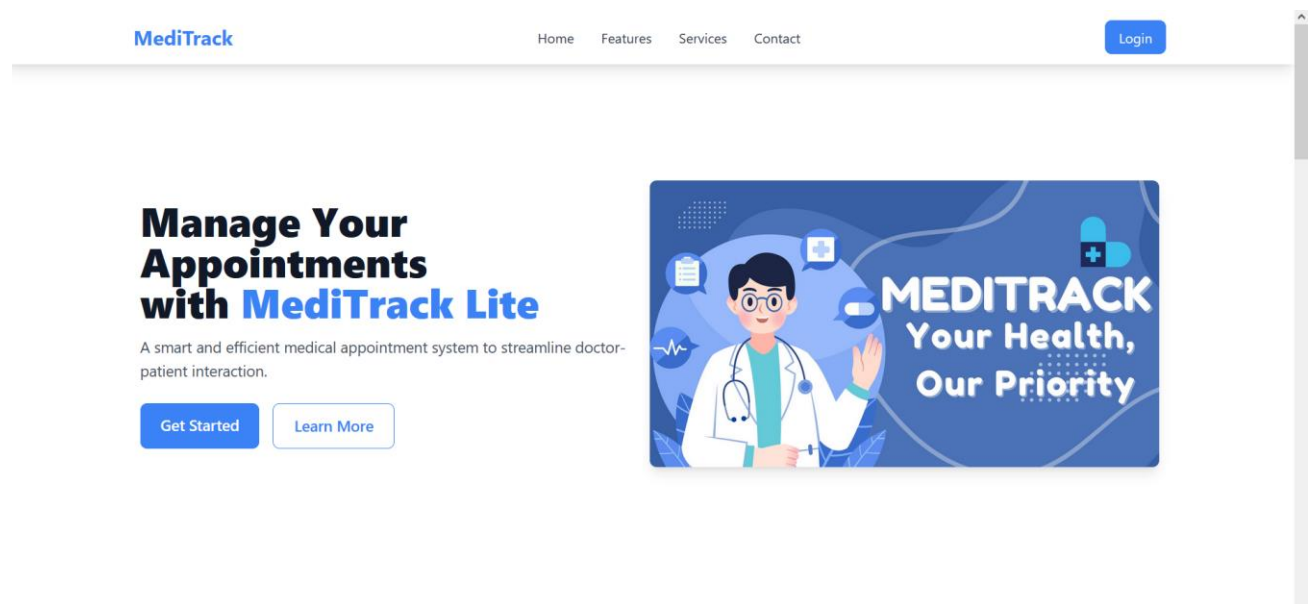 MediTrack
Home
Features
Services
Contact
Login
Manage Your
Appointments
with MediTrack Lite
A smart and efficient medical appointment system to streamline doctor-
patient interaction.
Get Started
Learn More
MEDITRACK
Your Health,
Our Priority